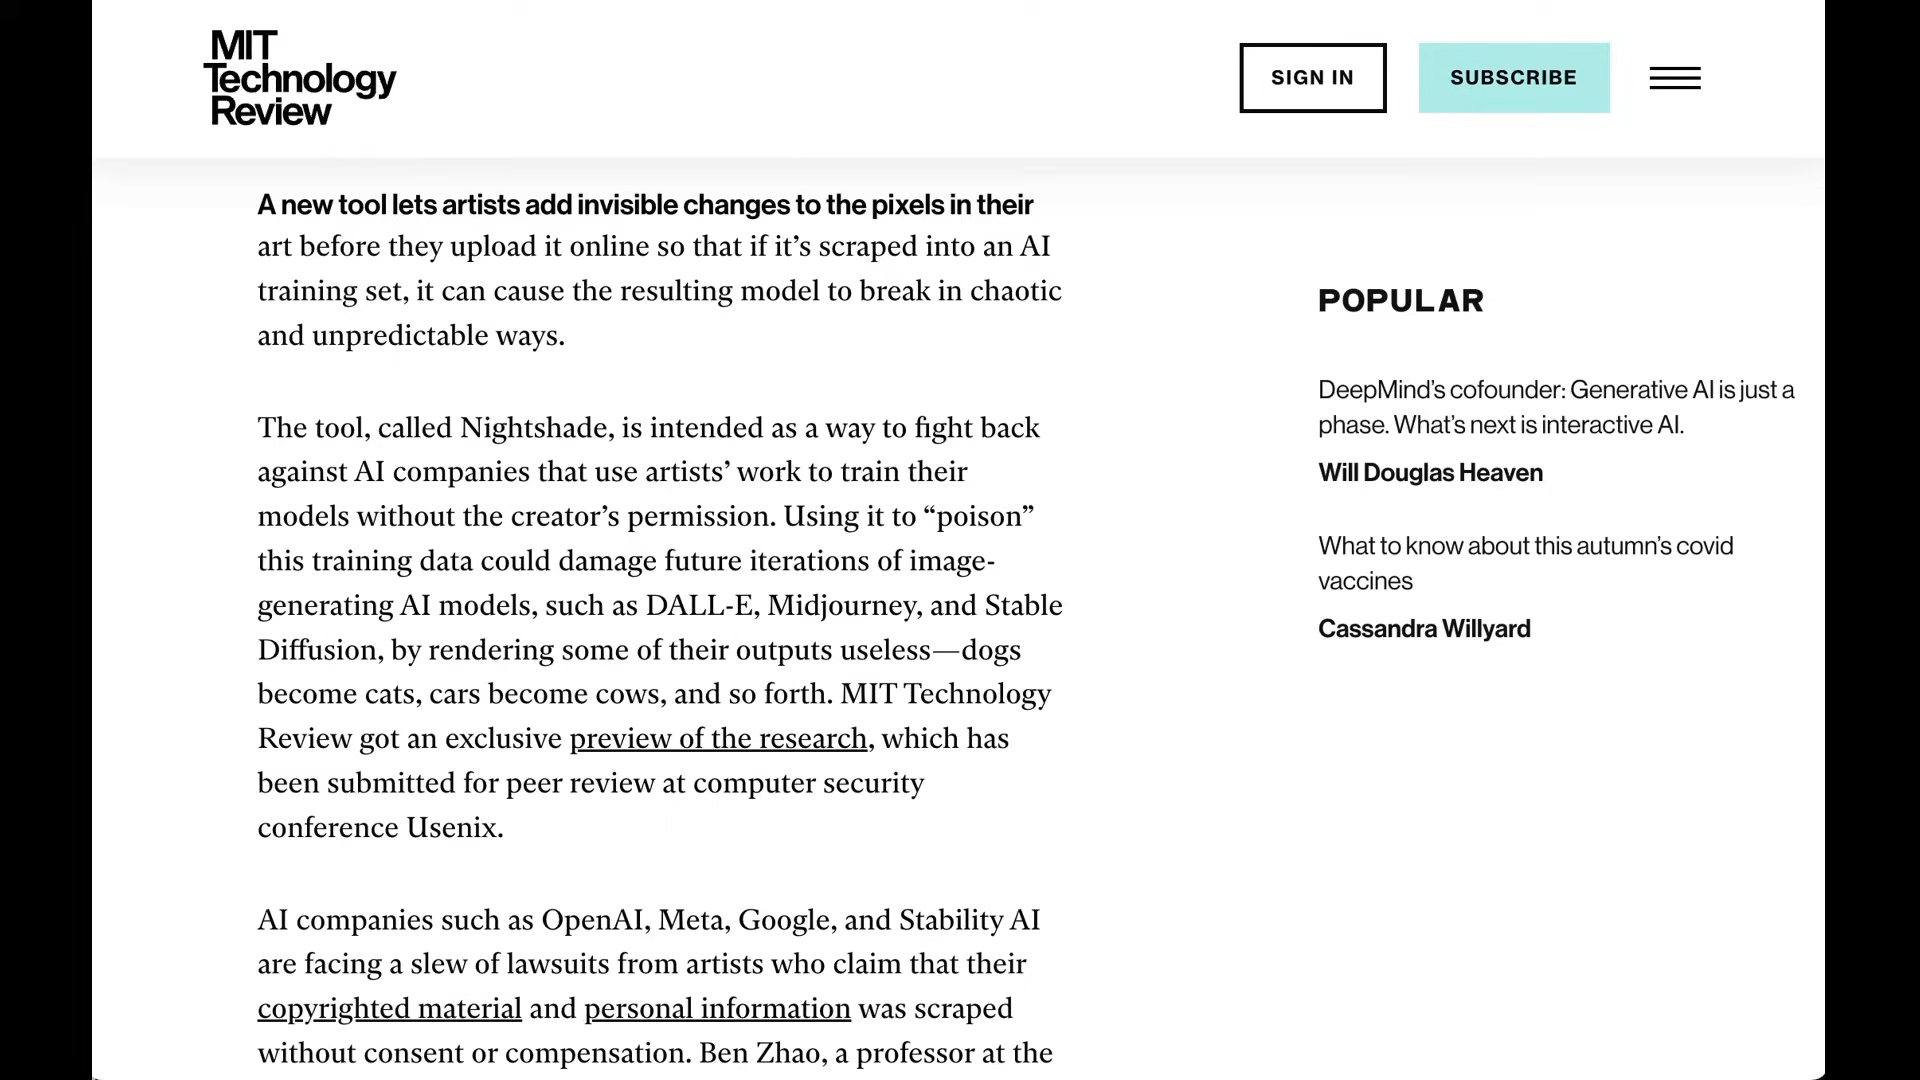 MIT
Technology
Review
SIGN IN
SUBSCRIBE
A new tool lets artists add invisible changes to the pixels in their
art before they upload it online so that if it’s scraped into an AI
training set, it can cause the resulting model to break in chaotic
and unpredictable ways.
The tool, called Nightshade, is intended as a way to fight back
against AI companies that use artists’ work to train their
models without the creator’s permission. Using it to “poison”
this training data could damage future iterations of image-
generating AI models, such as DALL-E, Midjourney, and Stable
Diffusion, by rendering some of their outputs useless—dogs
become cats, cars become cows, and so forth. MIT Technology
Review got an exclusive preview of the research, which has
been submitted for peer review at computer security
conference Usenix.
AI companies such as OpenAI, Meta, Google, and Stability AI
are facing a slew of lawsuits from artists who claim that their
copyrighted material and personal information was scraped
without consent or compensation. Ben Zhao, a professor at the
POPULAR
DeepMind’s cofounder: Generative AI is just a
phase. What’s next is interactive AI.
Will Douglas Heaven
What to know about this autumn’s covid
vaccines
Cassandra Willyard